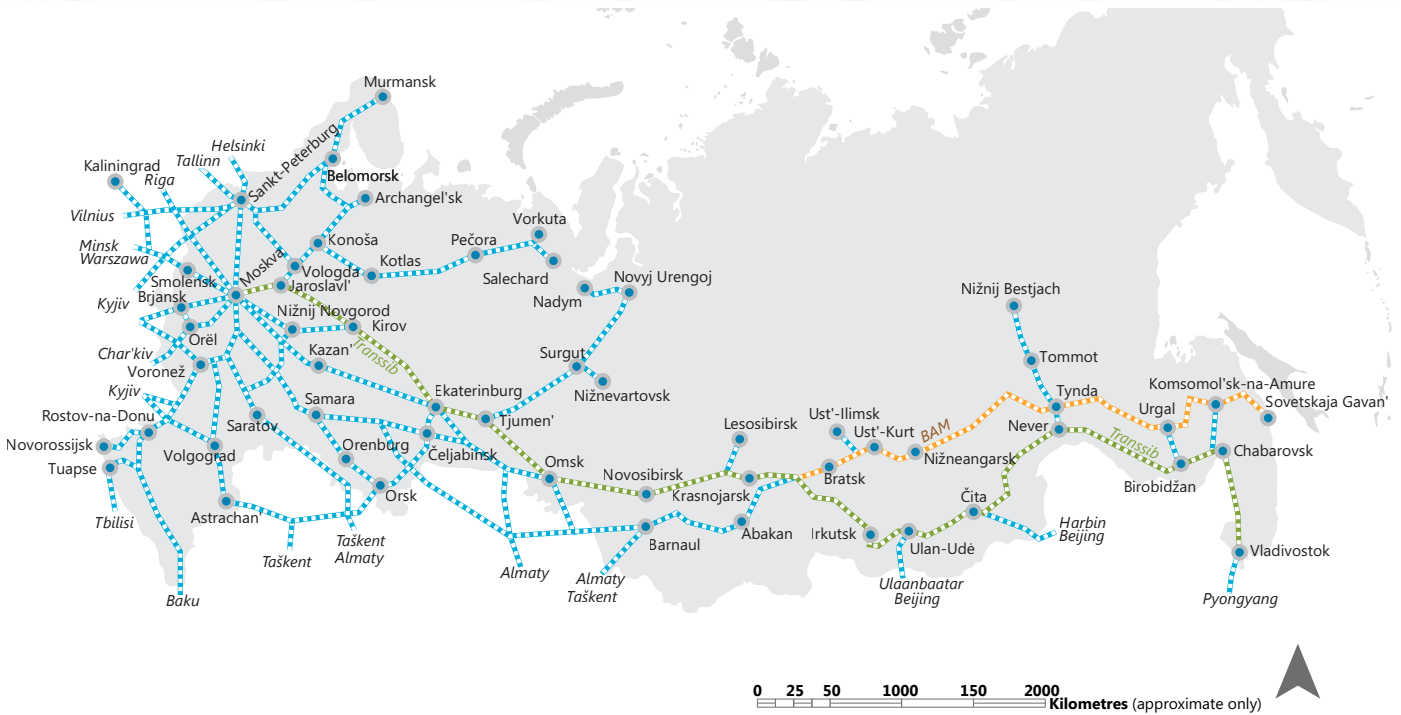 Murmansk
Helsinki
Tallinn
Sankt-Peterburg
Kaliningrad
Riga
Belomorsk
Archangel'sk
Vilnius
Vorkuta
Minsk
Warszawa
Konoša
Pečora
Kotlas
Moskva
Vologda
Salechard
Novyj Urengoj
Smolensk
Jaroslavl'
Nadym
Nižnij Bestjach
Brjansk
Kyjiv
Nižnij Novgorod
Kirov
Orël
Transsib
Char'kiv
Kazan'
Surgut
Tommot
Voronež
Kyjiv
Ekaterinburg
Nižnevartovsk
Tynda
Komsomol'sk-na-Amure
Samara
Sovetskaja Gavan'
Rostov-na-Donu
Saratov
Tjumen'
Lesosibirsk
Ust'-Ilimsk
Ust'-Kurt
BAM
Never
Urgal
Transsib
Novorossijsk
Orenburg
Čeljabinsk
Chabarovsk
Volgograd
Tuapse
Omsk
Novosibirsk
Nižneangarsk
Bratsk
Birobidžan
Orsk
Krasnojarsk
Čita
Astrachan'
Tbilisi
Irkutsk
Harbin
Beijing
Taškent
Almaty
Barnaul
Abakan
Ulan-Udė
Vladivostok
Taškent
Almaty
Almaty
Taškent
Ulaanbaatar
Beijing
Baku
Pyongyang
0 25 50 1000 150 2000
Kilometres (approximate only)